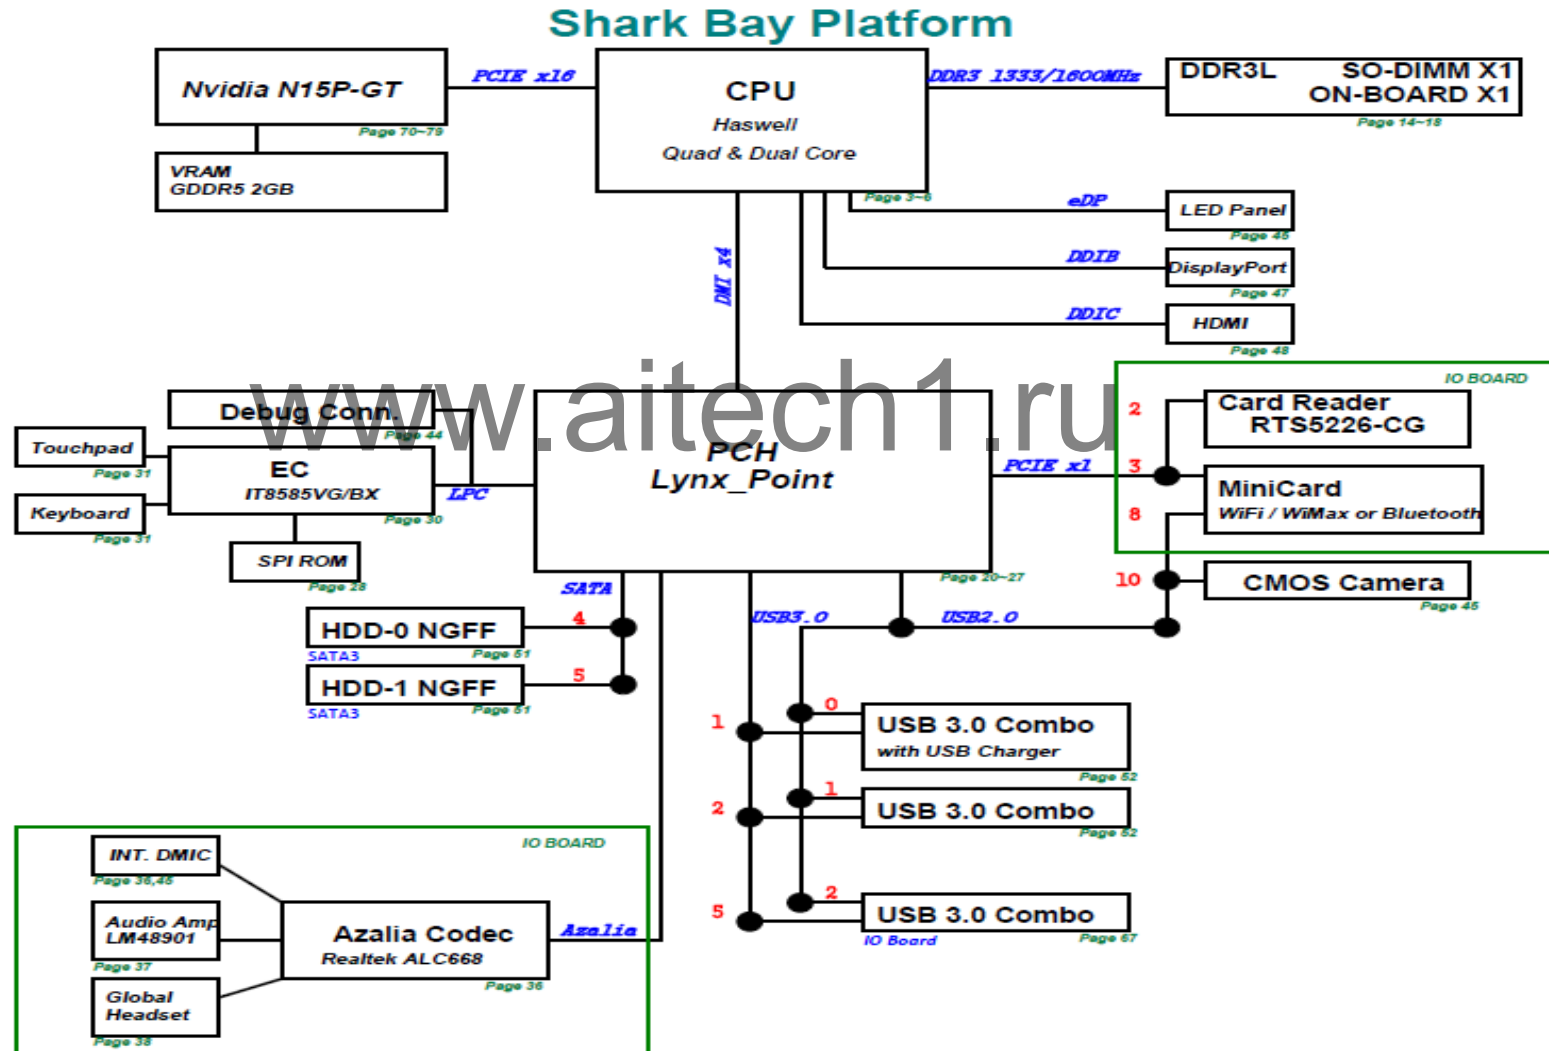 Shark Bay Platform
Nvidia N15P-GT
Page 70~79
PCIE x16
CPU
Haswell
Quad & Dual Core
Page 3~6
DDR3 1333/1600MHz
DDR3L SO-DIMM X1
ON-BOARD X1
Page 14~18
VRAM
GDDR5 2GB
eDP
LED Panel
Page 45
DDIB
DisplayPort
Page 47
DDIC
HDMI
Page 48
DMI x4
www.aitech1.ru
IO BOARD
Debug Conn.
Page 44
Touchpad
Page 31
EC
IT8585VG/BX
Page 30
Keyboard
Page 31
SPI ROM
Page 28
LPC
PCH
Lynx_Point
Page 20~27
PCIE x1
2
Card Reader
RTS5226-CG
3
MiniCard
WiFi / WiMax or Bluetooth
8
10
CMOS Camera
Page 45
SATA
4
HDD-0 NGFF
SATA3
Page 51
5
HDD-1 NGFF
SATA3
Page 51
USB3.0
USB2.0
0
1
USB 3.0 Combo
with USB Charger
Page 52
1
2
USB 3.0 Combo
Page 52
2
5
USB 3.0 Combo
IO Board
Page 67
IO BOARD
INT. DMIC
Page 36,45
Audio Amp
LM48901
Page 37
Global
Headset
Page 38
Azalia Codec
Realtek ALC668
Page 36
Azalia